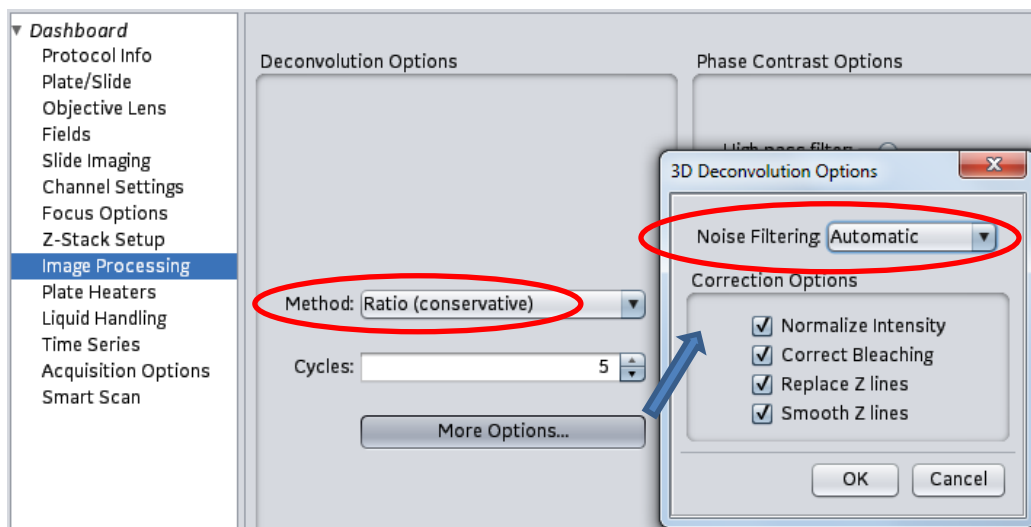 Dashboard
Protocol Info
Plate/Slide
Objective Lens
Fields
Slide Imaging
Channel Settings
Focus Options
Z-Stack Setup
Image Processing
Plate Heaters
Liquid Handling
Time Series
Acquisition Options
Smart Scan
Deconvolution Options
Method: Ratio (conservative)
Cycles: 5
More Options...
Phase Contrast Options
High pass filter:
3D Deconvolution Options
Noise Filtering: Automatic
Correction Options
Normalize Intensity
Correct Bleaching
Replace Z lines
Smooth Z lines
OK Cancel